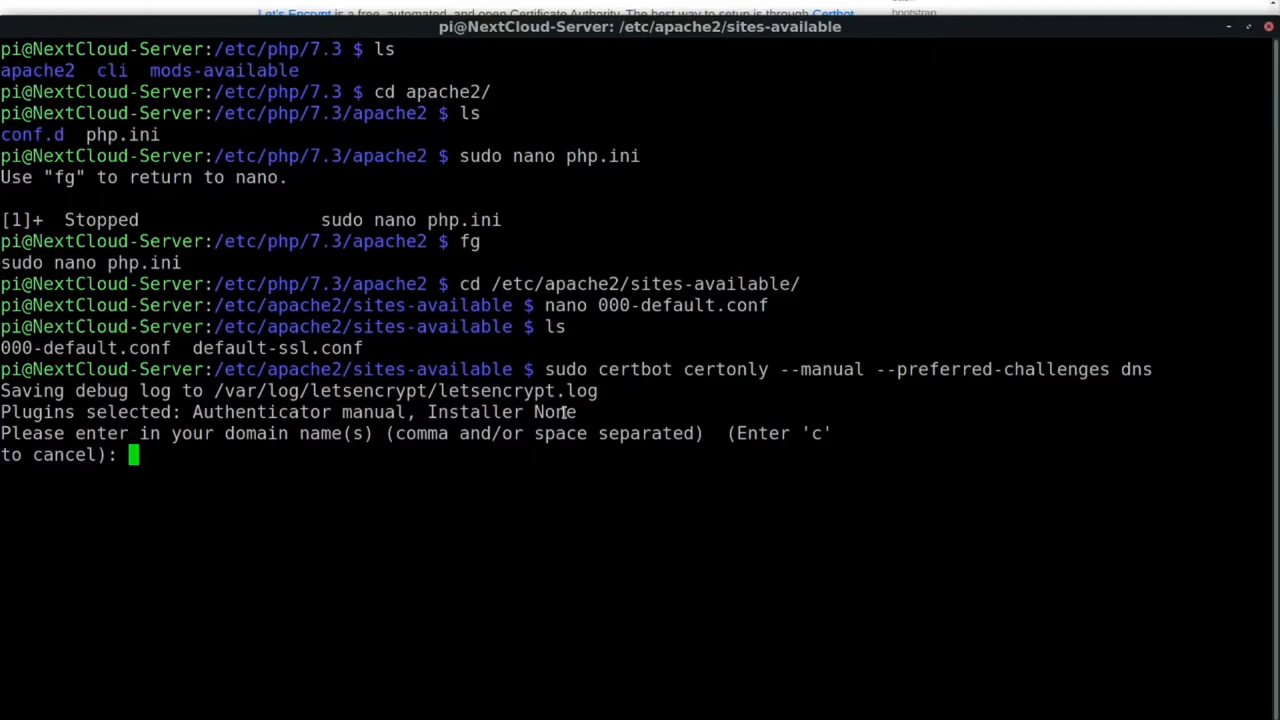 Let's Encrypt is a free, automated, and open Certificate Authority. The best way to setup is through Certbot
bootstrap
pi@NextCloud-Server: /etc/apache2/sites-available
pi@NextCloud-Server:/etc/php/7.3 $ ls
apache2  cli  mods-available
pi@NextCloud-Server:/etc/php/7.3 $ cd apache2/
pi@NextCloud-Server:/etc/php/7.3/apache2 $ ls
conf.d  php.ini
pi@NextCloud-Server:/etc/php/7.3/apache2 $ sudo nano php.ini
Use "fg" to return to nano.
[1]+  Stopped                 sudo nano php.ini
pi@NextCloud-Server:/etc/php/7.3/apache2 $ fg
sudo nano php.ini
pi@NextCloud-Server:/etc/php/7.3/apache2 $ cd /etc/apache2/sites-available/
pi@NextCloud-Server:/etc/apache2/sites-available $ nano 000-default.conf
pi@NextCloud-Server:/etc/apache2/sites-available $ ls
000-default.conf  default-ssl.conf
pi@NextCloud-Server:/etc/apache2/sites-available $ sudo certbot certonly --manual --preferred-challenges dns
Saving debug log to /var/log/letsencrypt/letsencrypt.log
Plugins selected: Authenticator manual, Installer None
Please enter in your domain name(s) (comma and/or space separated)  (Enter 'c'
to cancel):